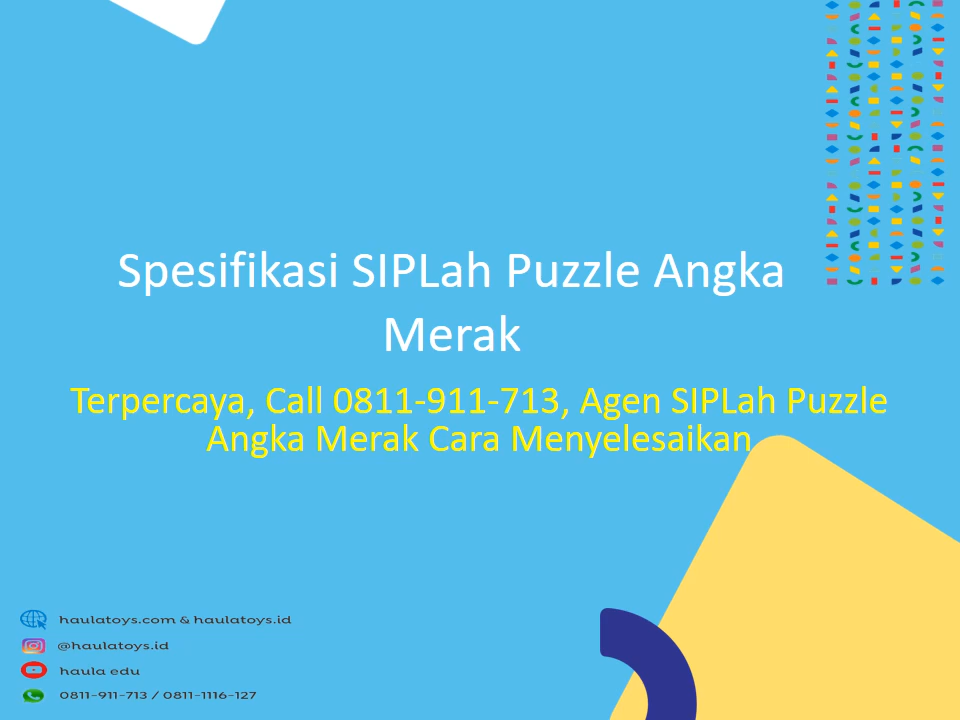 Spesifikasi SIPLah Puzzle Angka
Merak
Terpercaya, Call 0811-911-713, Agen SIPLah Puzzle
Angka Merak Cara Menyelesaikan
haulatoys.com & haulatoys.id
@haulatoys.id
haula edu
0811-911-713 / 0811-1116-127